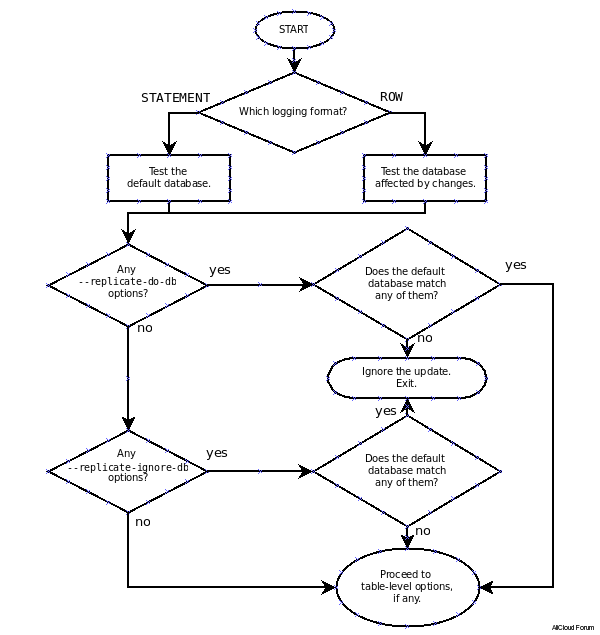 START
Which logging format?
STATEMENT
ROW
Test the
default database.
Test the database
affected by changes.
Any
--replicate-do-db
options?
yes
no
Does the default
database match
any of them?
yes
no
Ignore the update.
Exit.
yes
Any
--replicate-ignore-db
options?
yes
no
Does the default
database match
any of them?
no
Proceed to
table-level options,
if any.
AliCloud Forum